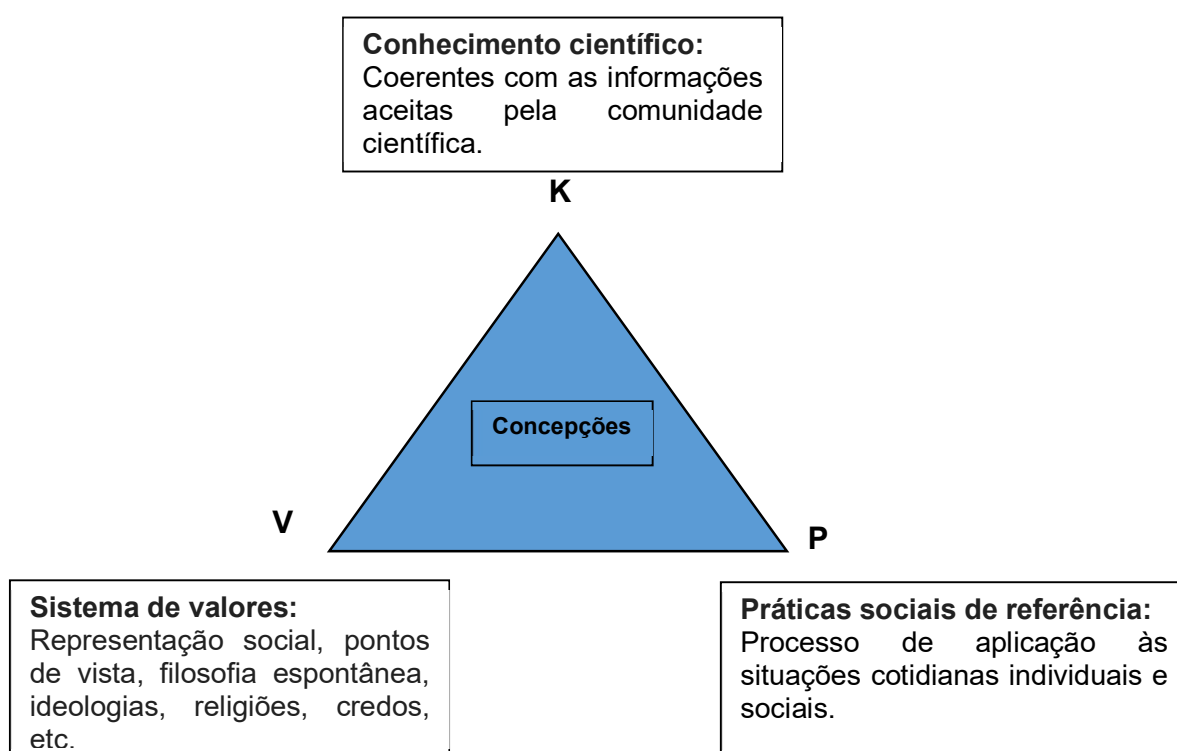 Conhecimento científico:
Coerentes com as informações
aceitas pela comunidade
científica.
K
Concepções
V
P
Sistema de valores:
Representação social, pontos
de vista, filosofia espontânea,
ideologias, religiões, credos,
etc.
Práticas sociais de referência:
Processo de aplicação às
situações cotidianas individuais e
sociais.